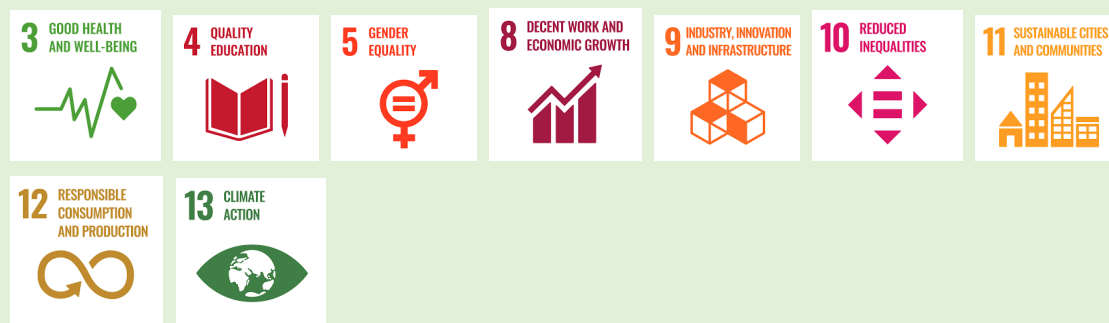 3 GOOD HEALTH
AND WELL-BEING
4 QUALITY
EDUCATION
5 GENDER
EQUALITY
8 DECENT WORK AND
ECONOMIC GROWTH
9 INDUSTRY, INNOVATION
AND INFRASTRUCTURE
10 REDUCED
INEQUALITIES
11 SUSTAINABLE CITIES
AND COMMUNITIES
12 RESPONSIBLE
CONSUMPTION
AND PRODUCTION
13 CLIMATE
ACTION